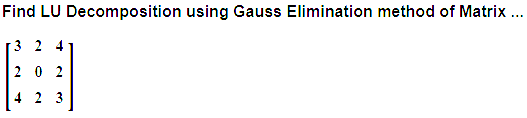 Find LU Decomposition using Gauss Elimination method of Matrix ...
3 2 4
2 0 2
4 2 3